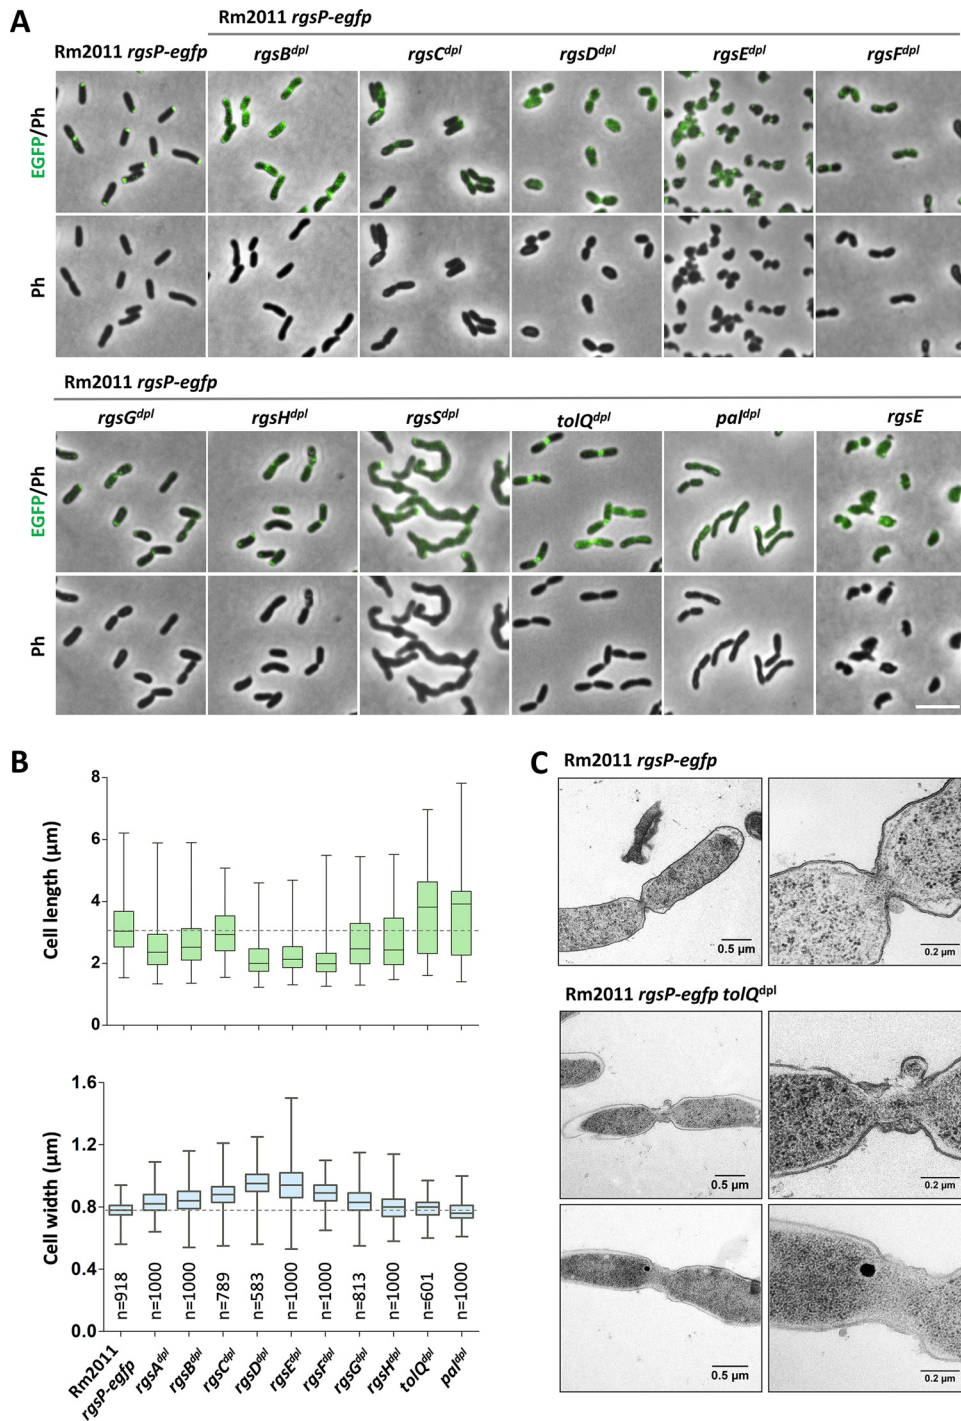 A
Rm2011 rgsP-egfp
Rm2011 rgsP-egfp rgsBdpl rgsCdpl rgsDdpl rgsEdpl rgsFdpl
EGFP/Ph
Ph
Rm2011 rgsP-egfp
rgsGdpl rgsHdpl rgsSdpl tolQdpl paldpl rgsE
EGFP/Ph
Ph
B
Cell length (µm)
8
6
4
2
0
Cell width (µm)
1.6
1.2
0.8
0.4
0.0
n=918 n=1000 n=1000 n=789 n=583 n=1000 n=1000 n=813 n=1000 n=601 n=1000
Rm2011
rgsP-egfp rgsAdpl rgsBdpl rgsCdpl rgsDdpl rgsEdpl rgsFdpl rgsGdpl rgsHdpl tolQdpl paldpl
C
Rm2011 rgsP-egfp
0.5 µm 0.2 µm
Rm2011 rgsP-egfp tolQdpl
0.5 µm 0.2 µm
0.5 µm 0.2 µm